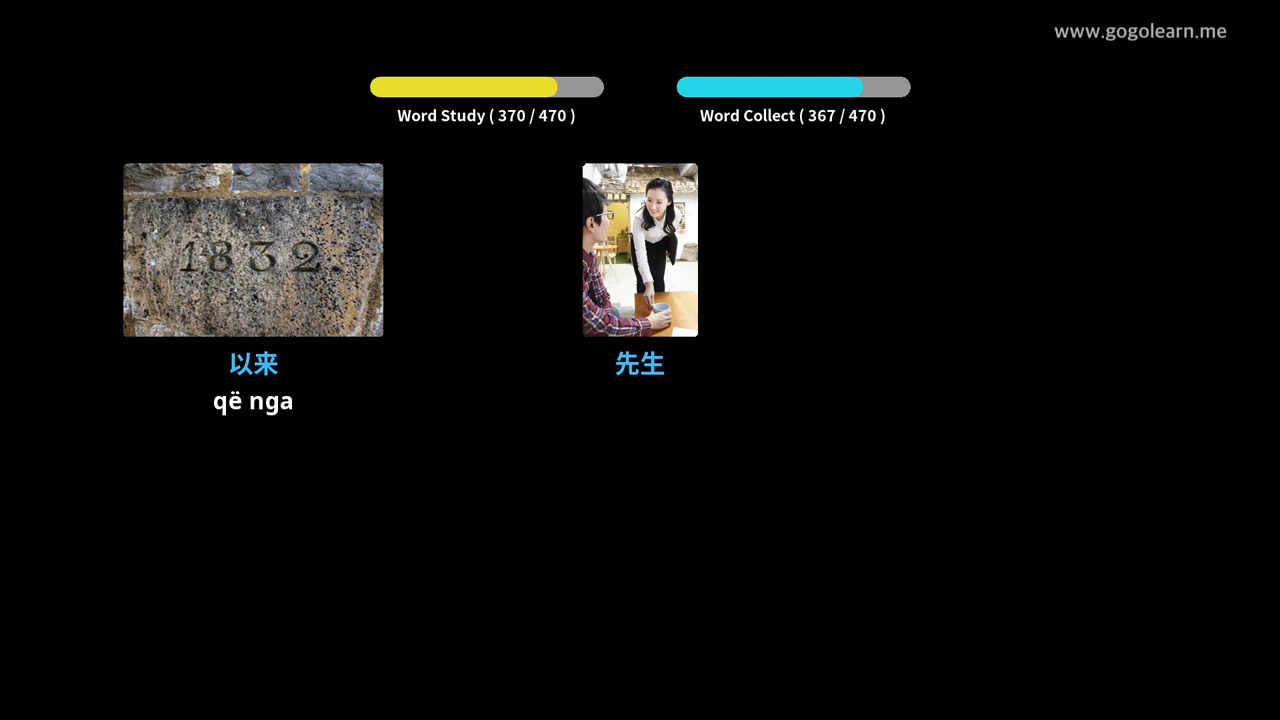 www.gogolearn.me
Word Study ( 370 / 470 )
Word Collect ( 367 / 470 )
1832.
以来
先生
që nga